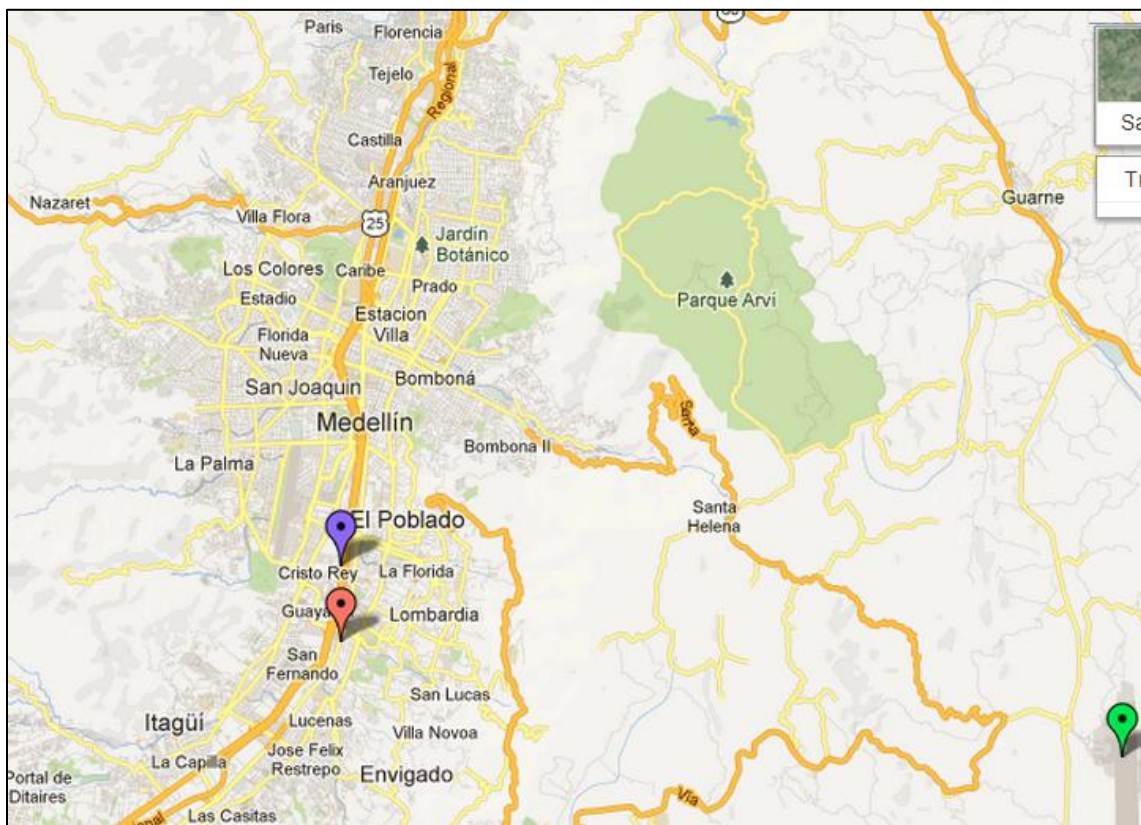 Paris
Florencia
Tejelo
Regional
Castilla
Aranjuez
Nazaret
Villa Flora
25
Jardín
Botánico
Los Colores
Caribe
Prado
Estadio
Estacion
Villa
Florida
Nueva
San Joaquin
Bomboná
Medellín
Bombona II
La Palma
El Poblado
Cristo Rey
La Florida
Guaya
Lombardia
San
Fernando
San Lucas
Itagüí
Lucenas
Villa Novoa
La Capilla
Jose Felix
Restrepo
Envigado
Portal de
Ditaires
Las Casitas
onal
Parque Arví
Santa
Helena
Vía
Guarne
Sa